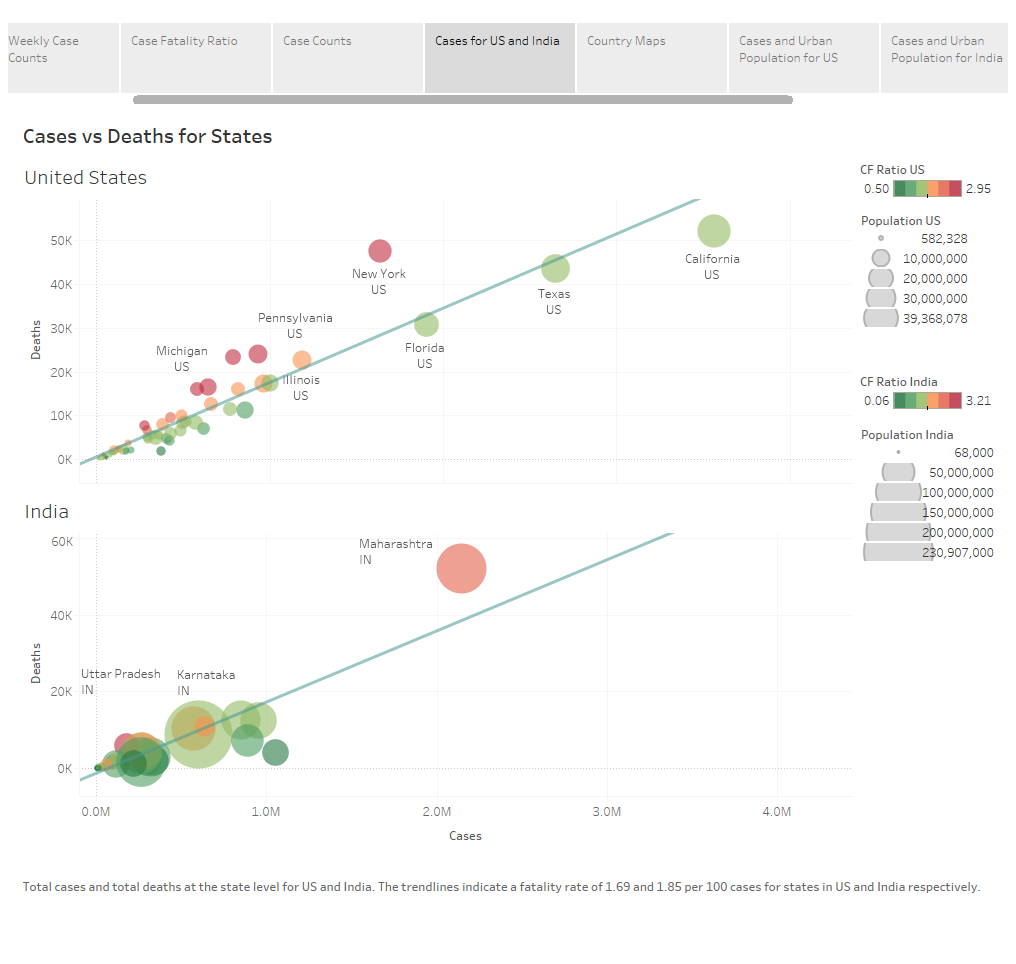 Weekly Case
Counts
Case Fatality Ratio
Case Counts
Cases for US and India
Country Maps
Cases and Urban
Population for US
Cases and Urban
Population for India
Cases vs Deaths for States
United States
50K
40K
30K
20K
10K
0K
Deaths
New York
US
California
US
Texas
US
Pennsylvania
US
Florida
US
Michigan
US
Illinois
US
CF Ratio US
0.50 2.95
Population US
582,328
10,000,000
20,000,000
30,000,000
39,368,078
CF Ratio India
0.06 3.21
Population India
68,000
50,000,000
100,000,000
150,000,000
200,000,000
230,907,000
India
60K
40K
20K
0K
Deaths
Maharashtra
IN
Uttar Pradesh
IN
Karnataka
IN
0.0M 1.0M 2.0M 3.0M 4.0M
Cases
Total cases and total deaths at the state level for US and India. The trendlines indicate a fatality rate of 1.69 and 1.85 per 100 cases for states in US and India respectively.